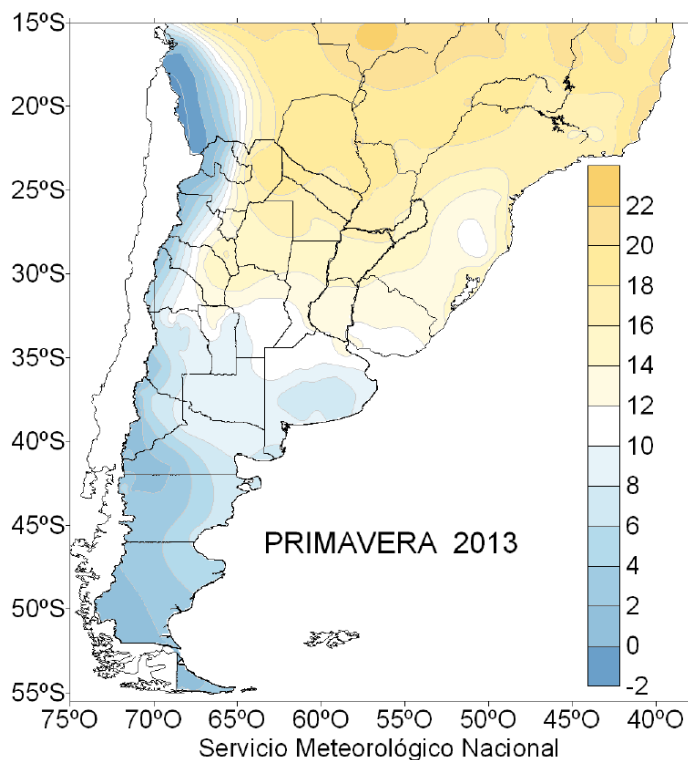 15ºS
20ºS
25ºS
30ºS
35ºS
40ºS
45ºS
50ºS
55ºS
22
20
18
16
14
12
10
8
6
4
2
0
-2
PRIMAVERA 2013
75ºO 70ºO 65ºO 60ºO 55ºO 50ºO 45ºO 40ºO
Servicio Meteorológico Nacional